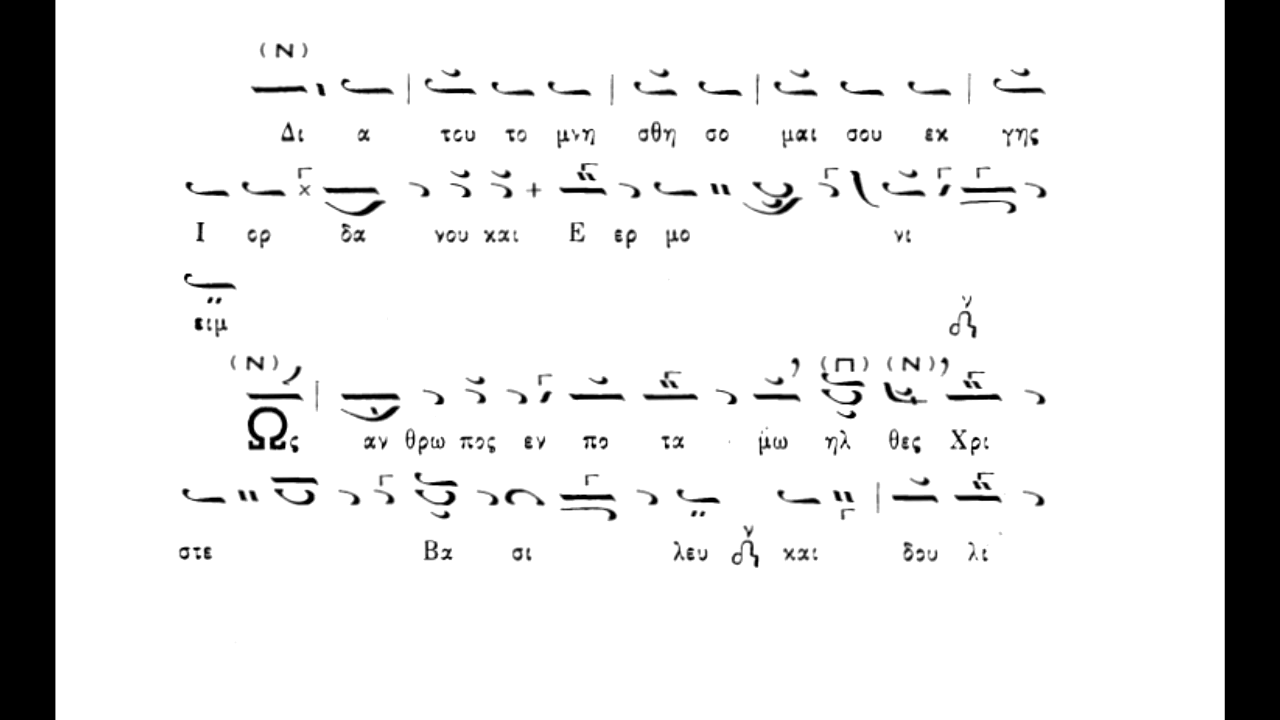 (Ν)
Δι α του το μνη σθη σο μαι σου εκ γης
Ι ορ δα νου και Ε ερ μο νι
ειμ
(Ν) (Π) (Ν)
Ως αν θρω πος εν πο τα μω ηλ θες Χρι
στε Βα σι λευ και δου λι